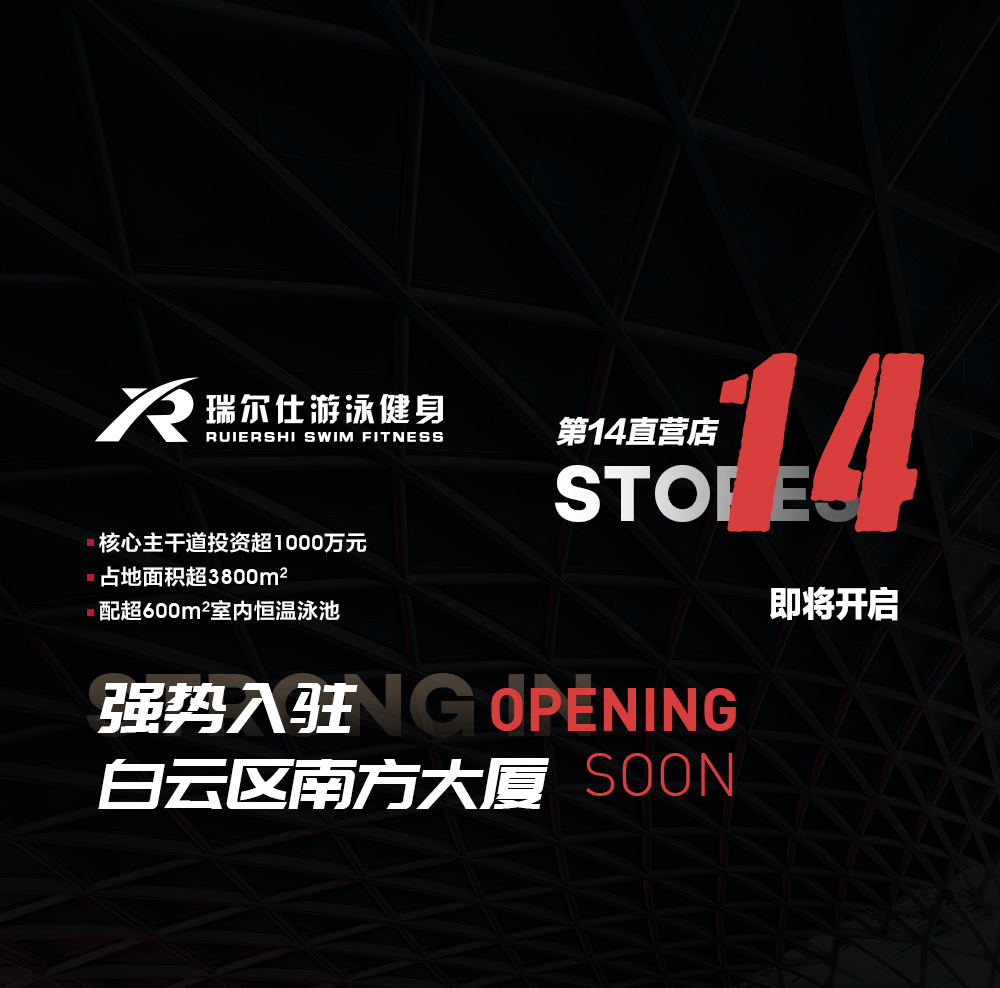 瑞尔仕游泳健身
RUIERSHI SWIM FITNESS
第14直营店
14
STORES
核心主干道投资超1000万元
占地面积超3800m²
配超600m²室内恒温泳池
即将开启
STRONG IN
强势入驻
OPENING
白云区南方大厦
SOON